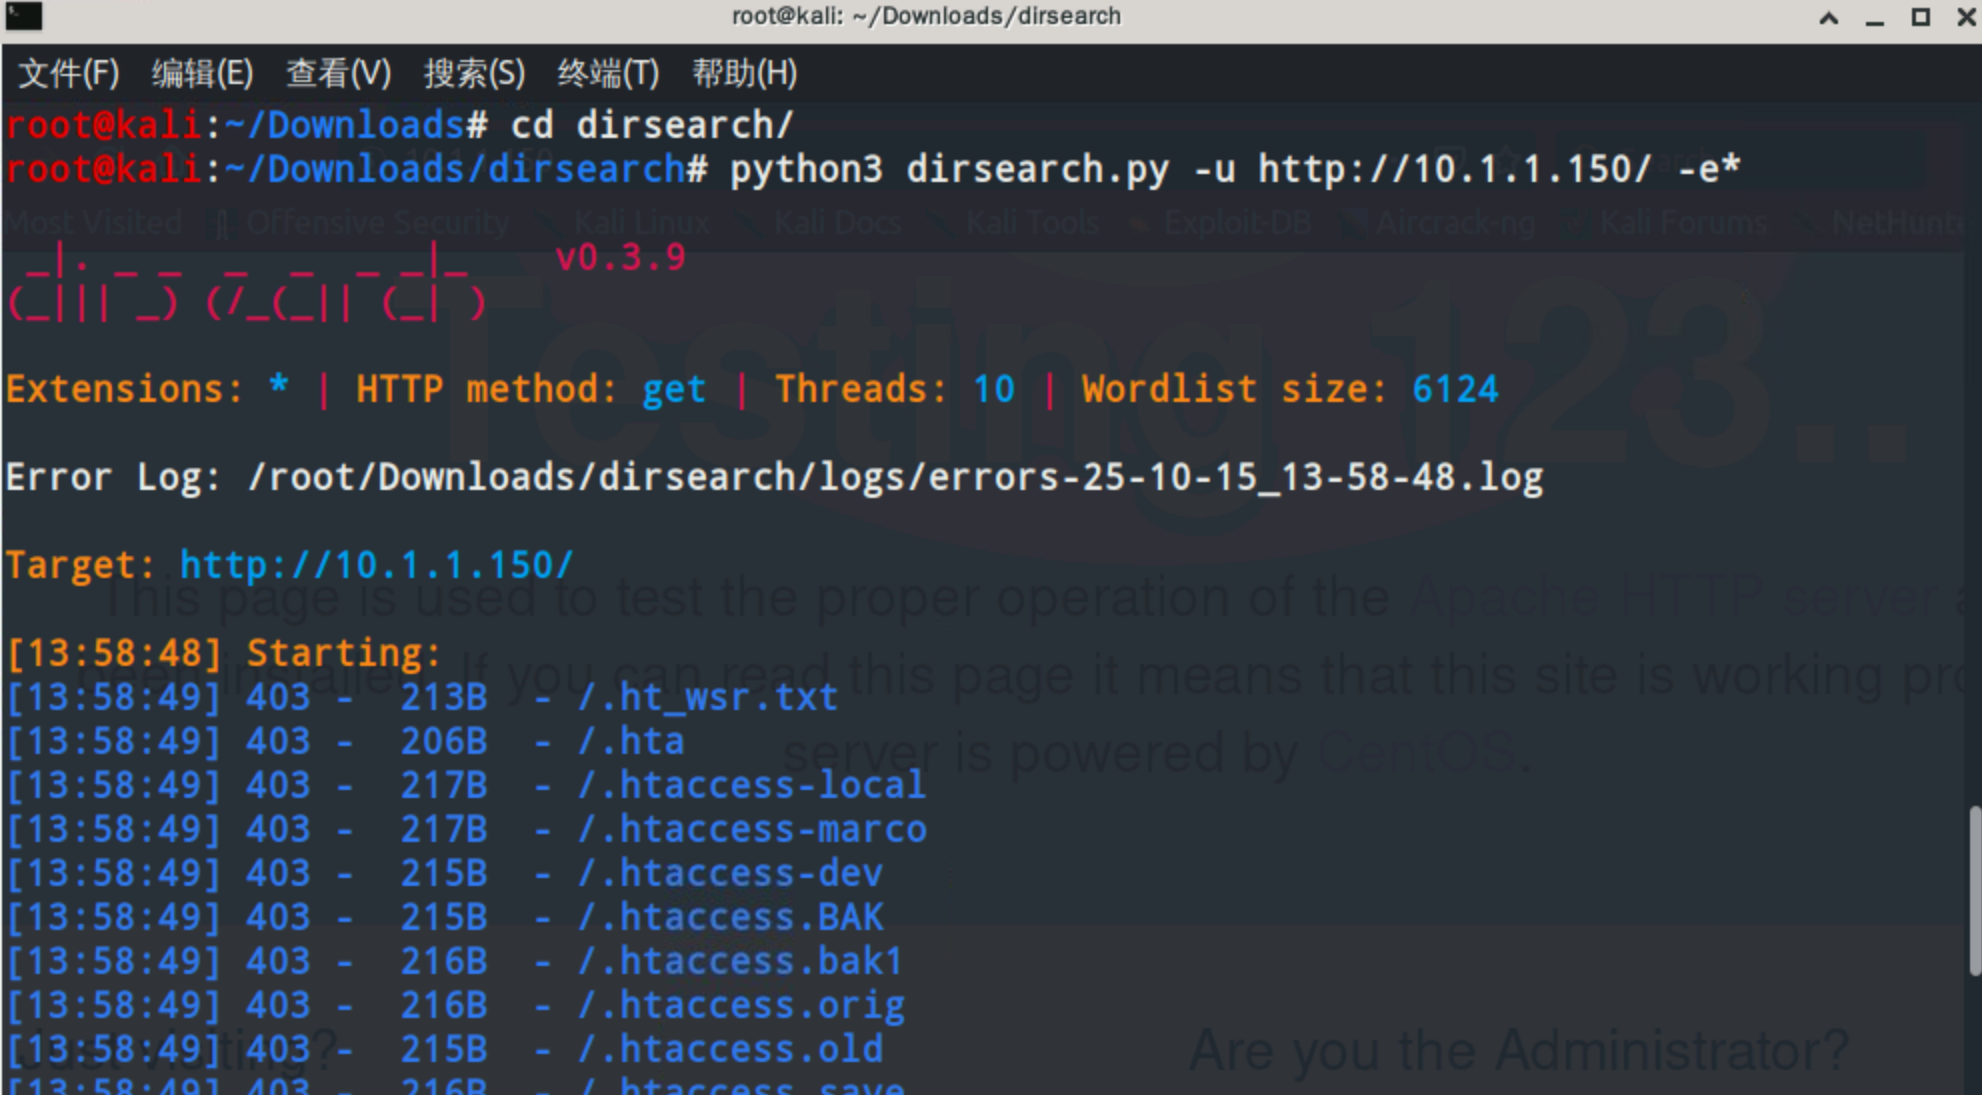 root@kali: ~/Downloads/dirsearch
文件(F) 编辑(E) 查看(V) 搜索(S) 终端(T) 帮助(H)
root@kali:~/Downloads# cd dirsearch/
root@kali:~/Downloads/dirsearch# python3 dirsearch.py -u http://10.1.1.150/ -e*
Most Visited Offensive Security Kali Linux Kali Docs Kali Tools Exploit-DB Aircrack-ng Kali Forums NetHunte
 _|. _ _  _  _  _ _|_    v0.3.9
(_||| _) (/_(_|| (_| )
Testing 123..
Extensions: * | HTTP method: get | Threads: 10 | Wordlist size: 6124
Error Log: /root/Downloads/dirsearch/logs/errors-25-10-15_13-58-48.log
Target: http://10.1.1.150/
This page is used to test the proper operation of the Apache HTTP server
[13:58:48] Starting:
been installed. If you can read this page it means that this site is working
[13:58:49] 403 -  213B  - /.ht_wsr.txt
[13:58:49] 403 -  206B  - /.hta
server is powered by CentOS.
[13:58:49] 403 -  217B  - /.htaccess-local
[13:58:49] 403 -  217B  - /.htaccess-marco
[13:58:49] 403 -  215B  - /.htaccess-dev
[13:58:49] 403 -  215B  - /.htaccess.BAK
[13:58:49] 403 -  216B  - /.htaccess.bak1
[13:58:49] 403 -  216B  - /.htaccess.orig
[13:58:49] 403 -  215B  - /.htaccess.old
Just visiting? Are you the Administrator?
[13:58:49] 403 -  216B  - /.htaccess.save